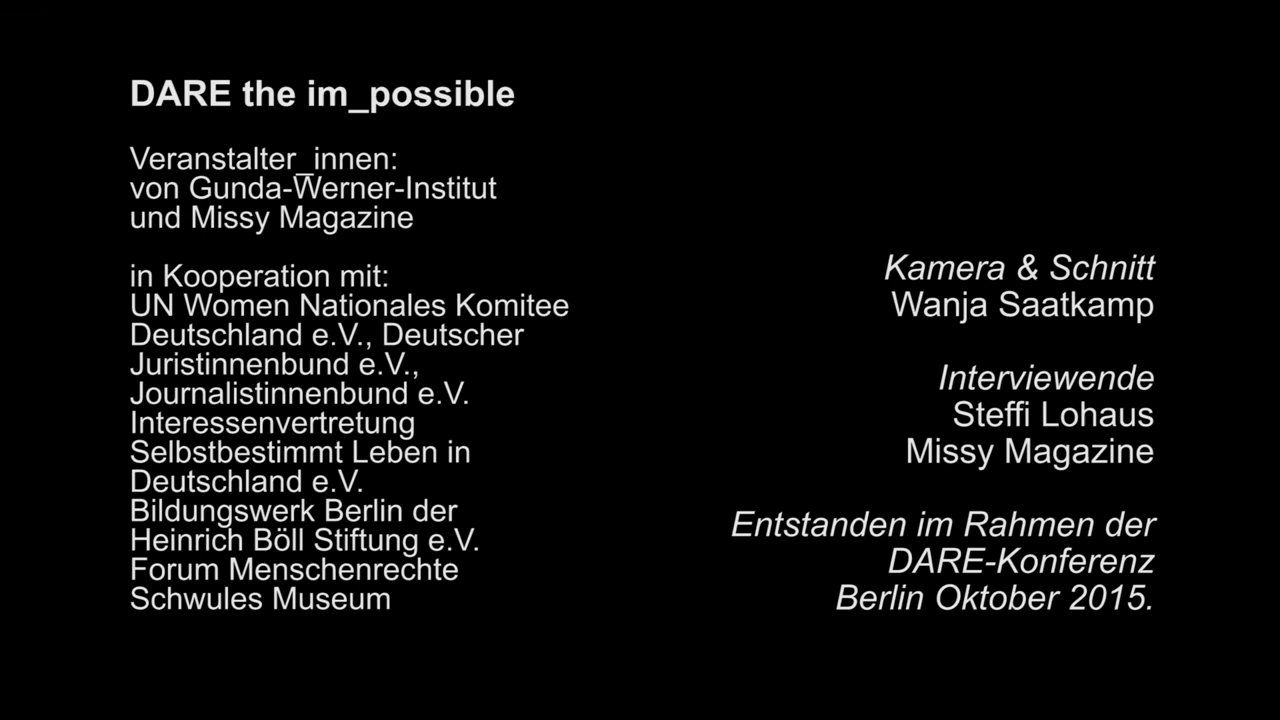 DARE the im_possible
Veranstalter_innen:
von Gunda-Werner-Institut
und Missy Magazine
in Kooperation mit:
UN Women Nationales Komitee
Deutschland e.V., Deutscher
Juristinnenbund e.V.,
Journalistinnenbund e.V.
Interessenvertretung
Selbstbestimmt Leben in
Deutschland e.V.
Bildungswerk Berlin der
Heinrich Böll Stiftung e.V.
Forum Menschenrechte
Schwules Museum
Kamera & Schnitt
Wanja Saatkamp
Interviewende
Steffi Lohaus
Missy Magazine
Entstanden im Rahmen der
DARE-Konferenz
Berlin Oktober 2015.